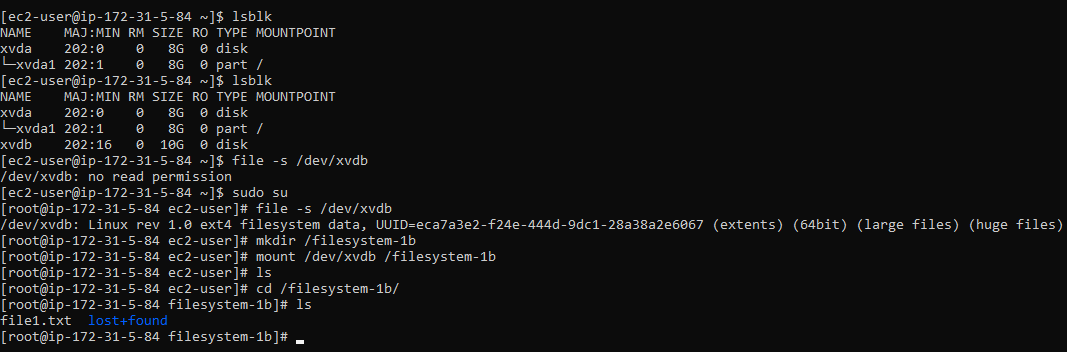 [ec2-user@ip-172-31-5-84 ~]$ lsblk
NAME    MAJ:MIN RM SIZE RO TYPE MOUNTPOINT
xvda    202:0    0   8G  0 disk
└─xvda1 202:1    0   8G  0 part /
[ec2-user@ip-172-31-5-84 ~]$ lsblk
NAME    MAJ:MIN RM SIZE RO TYPE MOUNTPOINT
xvda    202:0    0   8G  0 disk
└─xvda1 202:1    0   8G  0 part /
xvdb    202:16   0  10G  0 disk
[ec2-user@ip-172-31-5-84 ~]$ file -s /dev/xvdb
/dev/xvdb: no read permission
[ec2-user@ip-172-31-5-84 ~]$ sudo su
[root@ip-172-31-5-84 ec2-user]# file -s /dev/xvdb
/dev/xvdb: Linux rev 1.0 ext4 filesystem data, UUID=eca7a3e2-f24e-444d-9dc1-28a38a2e6067 (extents) (64bit) (large files) (huge files)
[root@ip-172-31-5-84 ec2-user]# mkdir /filesystem-1b
[root@ip-172-31-5-84 ec2-user]# mount /dev/xvdb /filesystem-1b
[root@ip-172-31-5-84 ec2-user]# ls
[root@ip-172-31-5-84 ec2-user]# cd /filesystem-1b/
[root@ip-172-31-5-84 filesystem-1b]# ls
file1.txt  lost+found
[root@ip-172-31-5-84 filesystem-1b]#